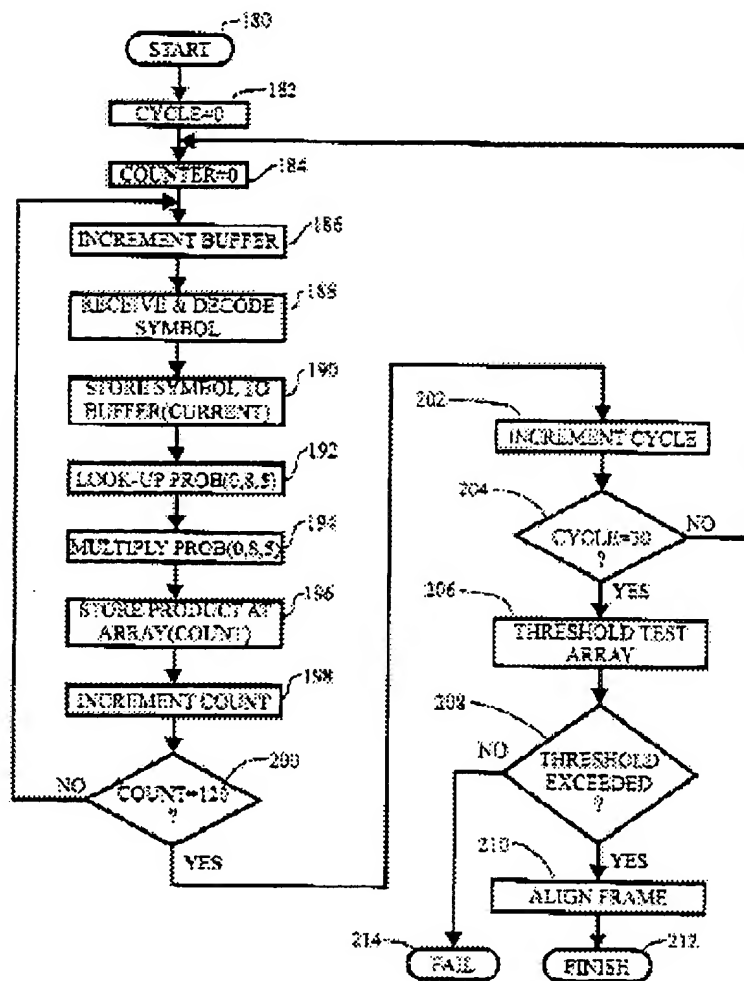 180
START
182
CYCLE=0
184
COUNTER=0
186
INCREMENT BUFFER
188
RECEIVE & DECODE
SYMBOL
190
STORE SYMBOL TO
BUFFER(CURRENT)
192
LOOK-UP PROB(0,8,5)
194
MULTIPLY PROB(0,8,5)
196
STORE PRODUCT AT
ARRAY(COUNT)
198
INCREMENT COUNT
200
NO
COUNT=128
?
YES
202
INCREMENT CYCLE
204
NO
CYCLE=30
?
YES
206
THRESHOLD TEST
ARRAY
208
NO
THRESHOLD
EXCEEDED
?
YES
210
ALIGN FRAME
214
FAIL
212
FINISH